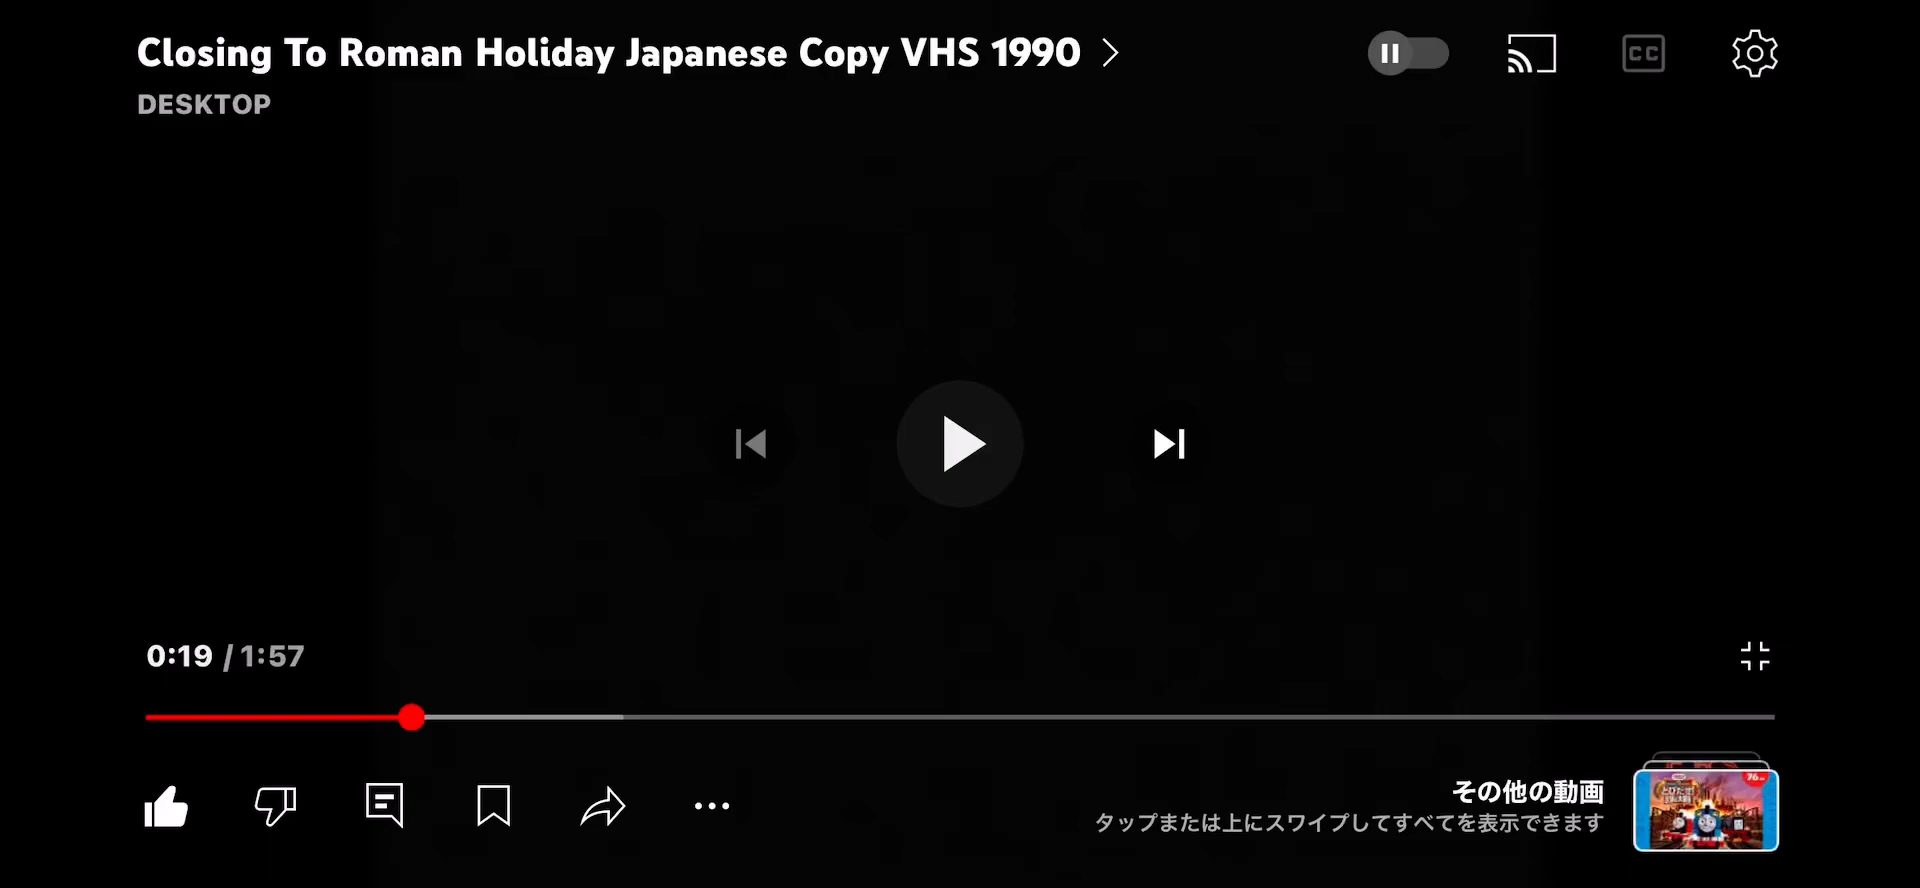 Closing To Roman Holiday Japanese Copy VHS 1990
DESKTOP
CC
0:19 / 1:57
その他の動画
タップまたは上にスワイプしてすべてを表示できます
76